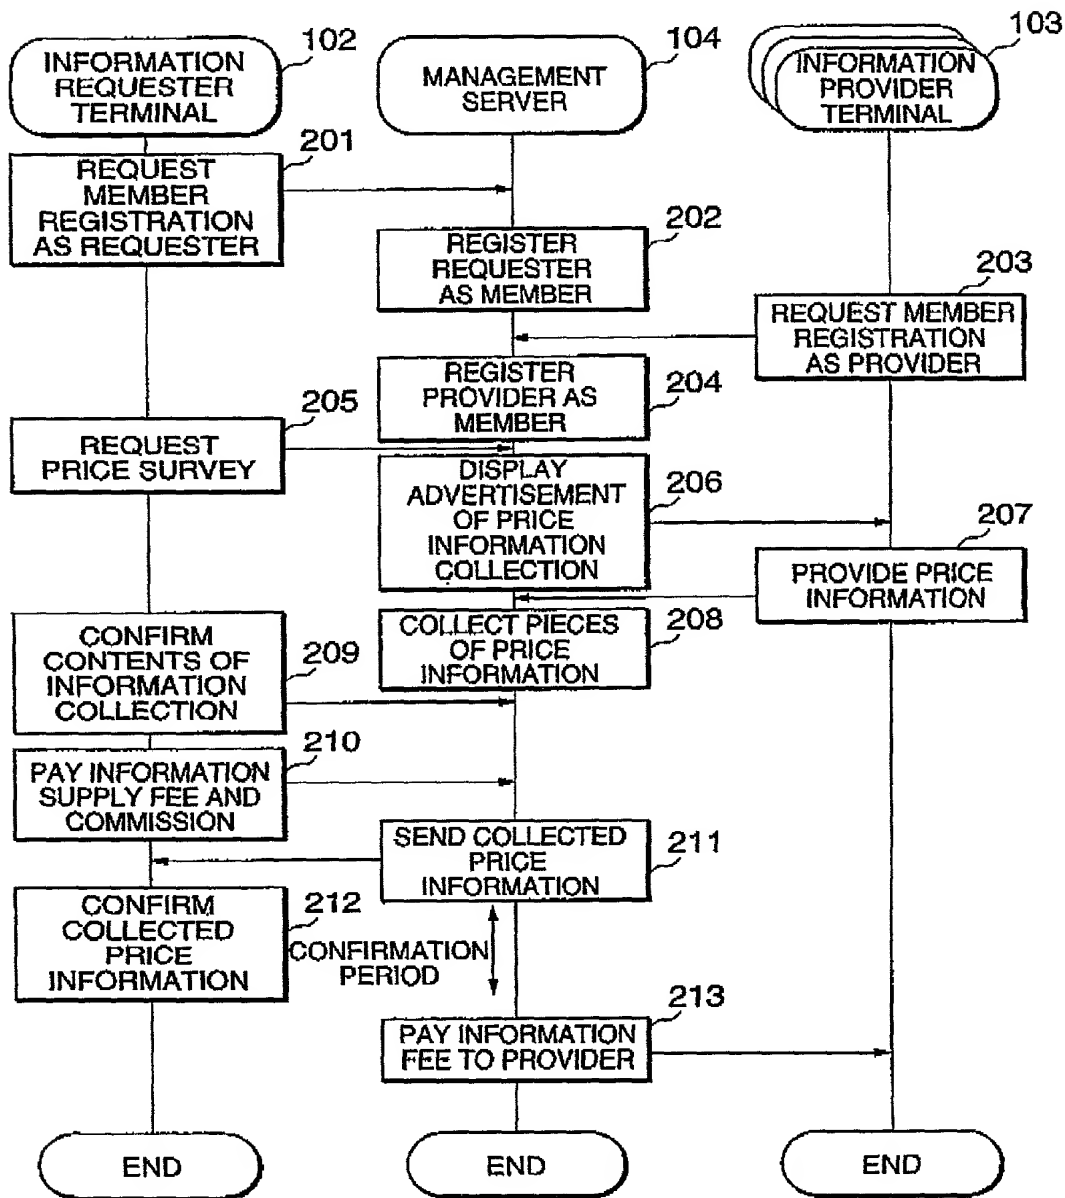 102
INFORMATION
REQUESTER
TERMINAL
104
MANAGEMENT
SERVER
103
INFORMATION
PROVIDER
TERMINAL
201
REQUEST
MEMBER
REGISTRATION
AS REQUESTER
202
REGISTER
REQUESTER
AS MEMBER
203
REQUEST MEMBER
REGISTRATION
AS PROVIDER
204
REGISTER
PROVIDER AS
MEMBER
205
REQUEST
PRICE SURVEY
206
DISPLAY
ADVERTISEMENT
OF PRICE
INFORMATION
COLLECTION
207
PROVIDE PRICE
INFORMATION
208
COLLECT PIECES
OF PRICE
INFORMATION
209
CONFIRM
CONTENTS OF
INFORMATION
COLLECTION
210
PAY INFORMATION
SUPPLY FEE AND
COMMISSION
211
SEND COLLECTED
PRICE
INFORMATION
212
CONFIRM
COLLECTED
PRICE
INFORMATION
CONFIRMATION
PERIOD
213
PAY INFORMATION
FEE TO PROVIDER
END
END
END